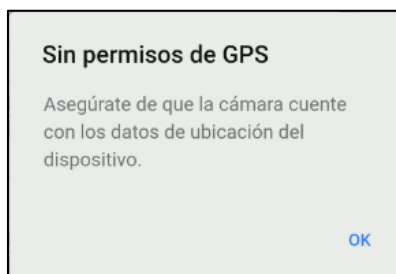 Sin permisos de GPS
Asegúrate de que la cámara cuente
con los datos de ubicación del
dispositivo.
OK